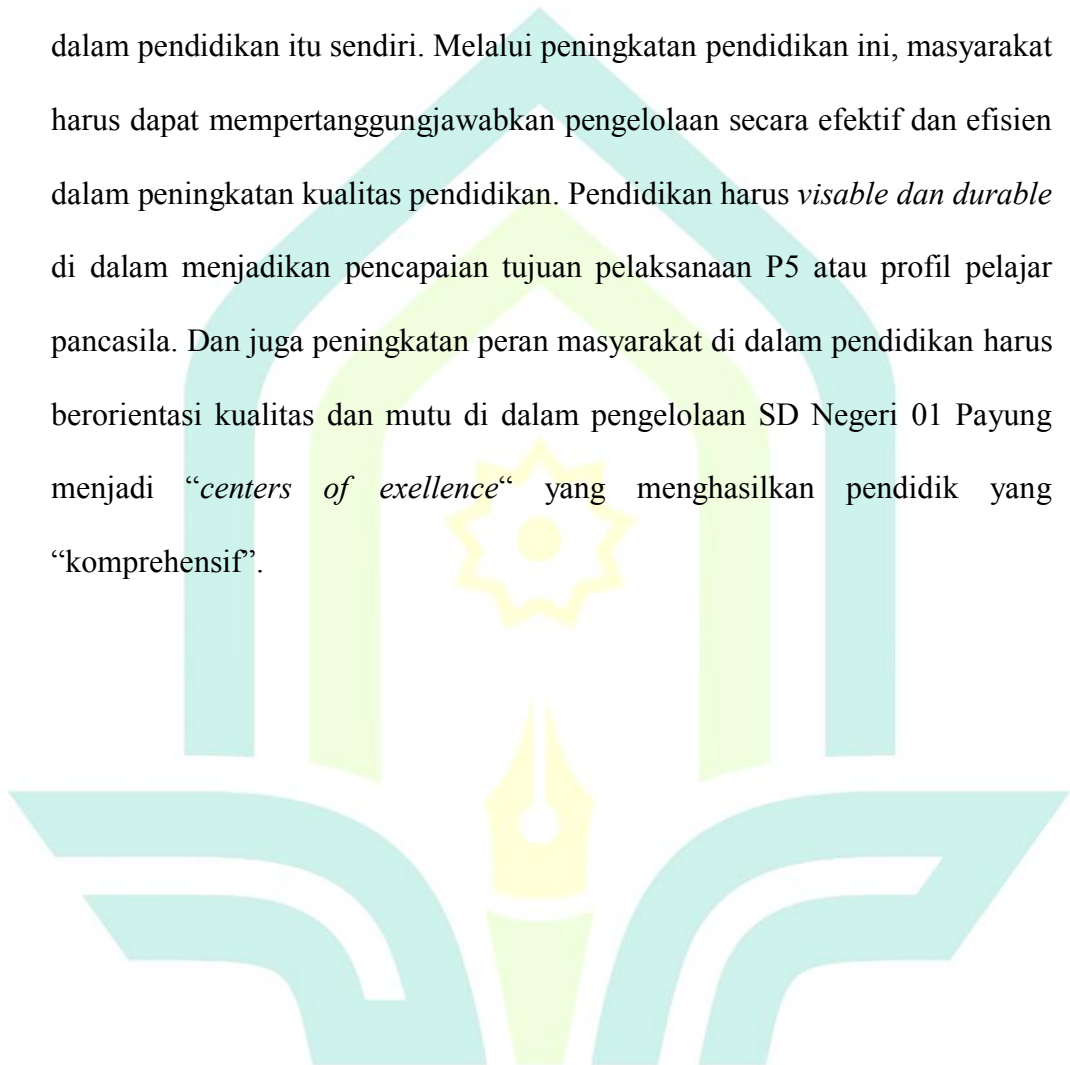 dalam pendidikan itu sendiri. Melalui peningkatan pendidikan ini, masyarakat
harus dapat mempertanggungjawabkan pengelolaan secara efektif dan efisien
dalam peningkatan kualitas pendidikan. Pendidikan harus visable dan durable
di dalam menjadikan pencapaian tujuan pelaksanaan P5 atau profil pelajar
pancasila. Dan juga peningkatan peran masyarakat di dalam pendidikan harus
berorientasi kualitas dan mutu di dalam pengelolaan SD Negeri 01 Payung
menjadi “centers of exellence“ yang menghasilkan pendidik yang
“komprehensif”.